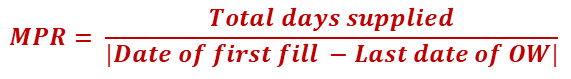 MPR = Total days supplied / |Date of first fill − Last date of OW|